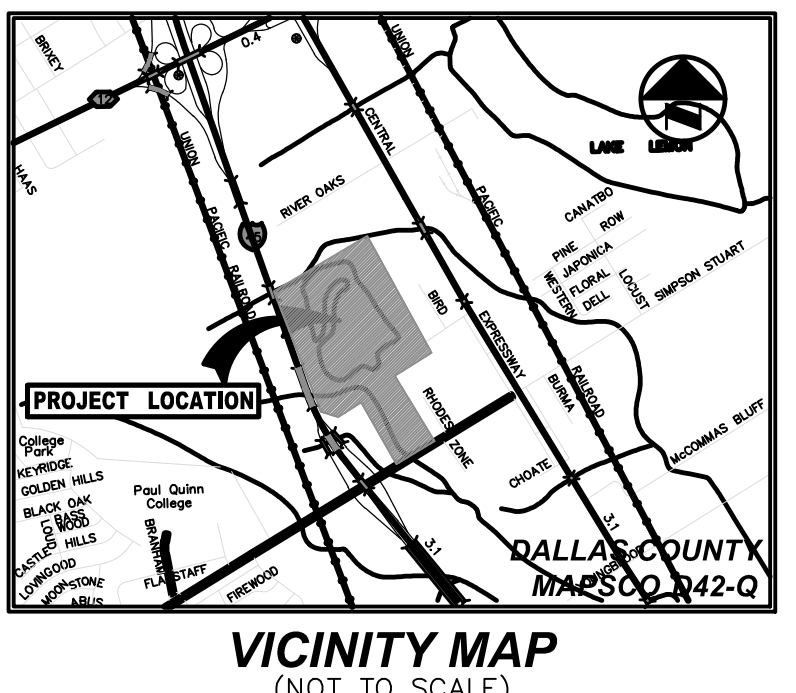 BRIXEY
0.4
UNION
12
UNION
CENTRAL
LAKE LEMON
HAAS
RIVER OAKS
PACIFIC
PACIFIC
RAILROAD
45
CANATBO
ROW
PINE
JAPONICA
WESTERN
FLORAL
DELL
LOCUST
SIMPSON STUART
BIRD
EXPRESSWAY
PROJECT LOCATION
RHODES
ZONE
BURMA
RAILROAD
McCOMMAS BLUFF
CHOATE
College
Park
KEYRIDGE
GOLDEN HILLS
BLACK OAK
BASS
LOUD
WOOD
CASTLE HILLS
LOVINGOOD
MOONSTONE
ABUS
Paul Quinn
College
BRANHAM
FLAGSTAFF
FIREWOOD
3.1
3.1
DALLAS COUNTY
MAPSCO D42-Q
VICINITY MAP
(NOT TO SCALE)